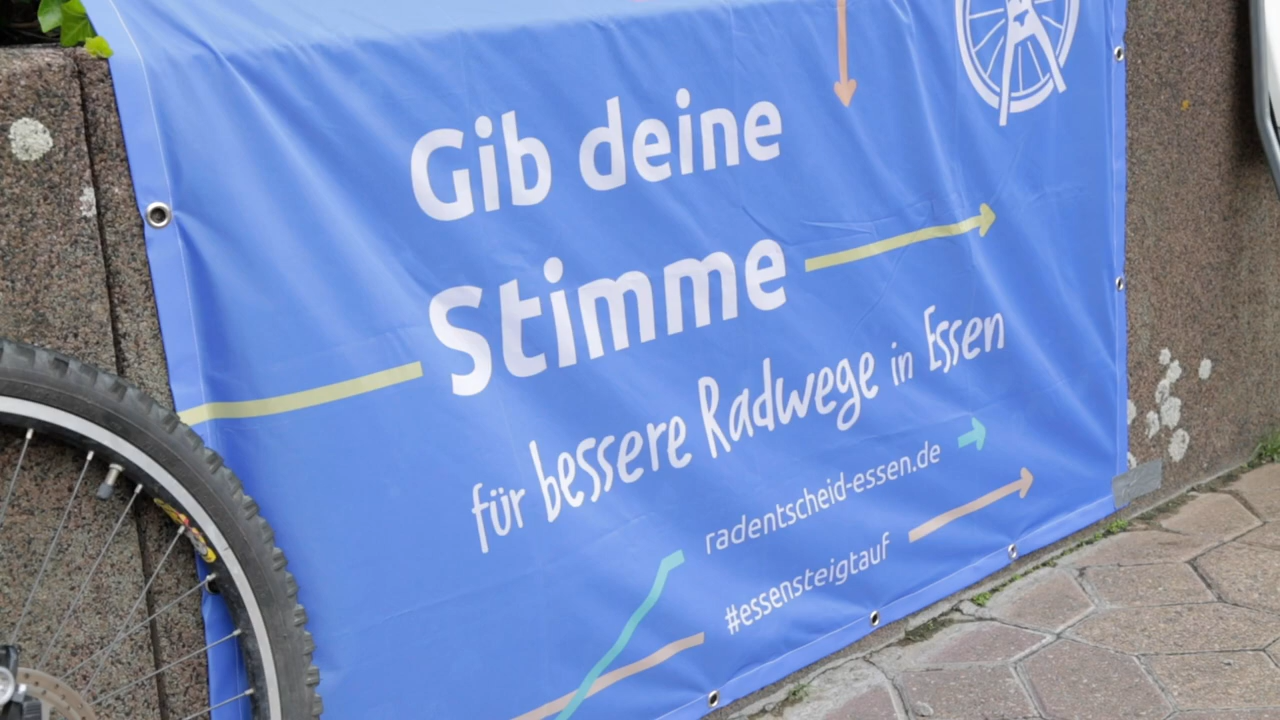 Gib deine
Stimme
für bessere Radwege in Essen
radentscheid-essen.de
#essensteigtauf